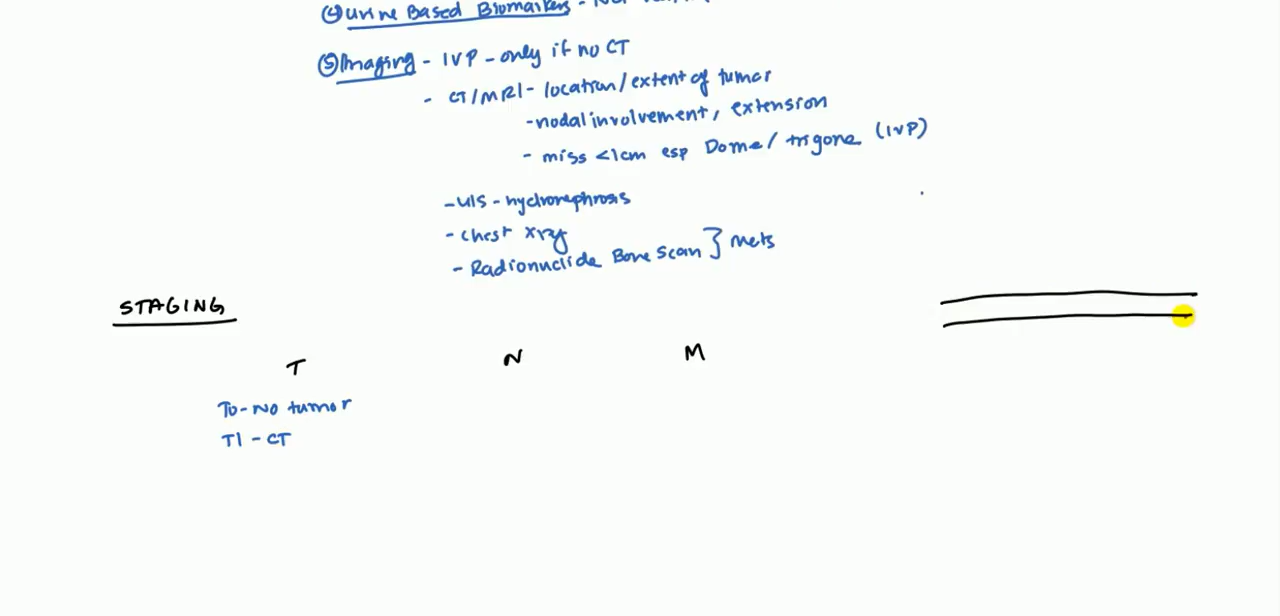 ④ Urine Based Biomarkers - Not
⑤ Imaging - IVP - only if no CT
- CT/MRI - location/extent of tumor
- nodal involvement, extension
- miss <1cm esp Dome/trigone (IVP)
- U/S - hydronephrosis
- Chest xray
- Radionuclide Bone Scan } Mets
STAGING
T N M
T0 - No tumor
T1 - CT